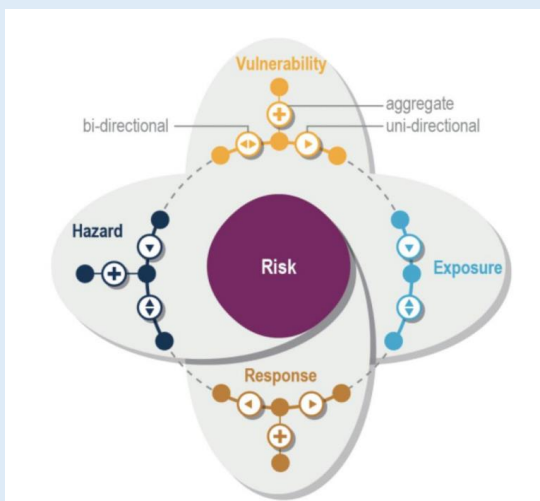 Vulnerability
aggregate
bi-directional
uni-directional
Hazard
Risk
Exposure
Response